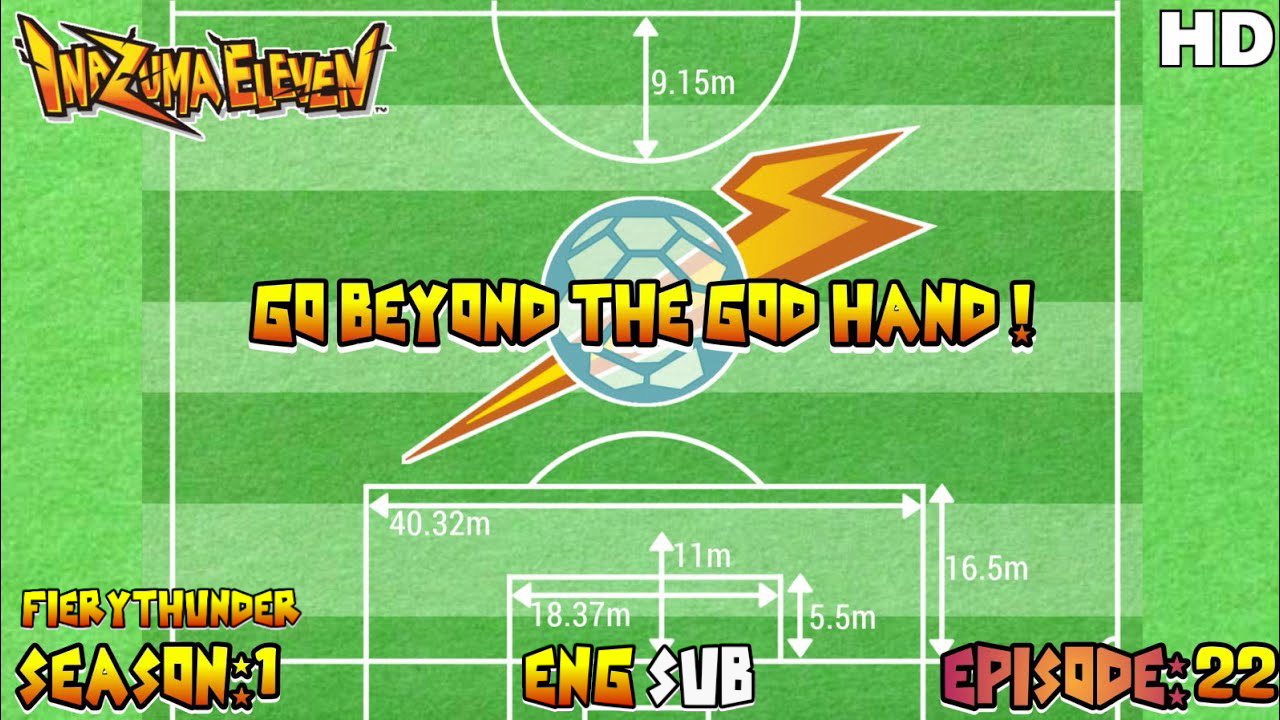 INAZUMA ELEVEN™
HD
9.15m
GO BEYOND THE GOD HAND !
40.32m
11m
16.5m
18.37m
5.5m
FIERYTHUNDER
SEASON:1
ENG SUB
EPISODE:22